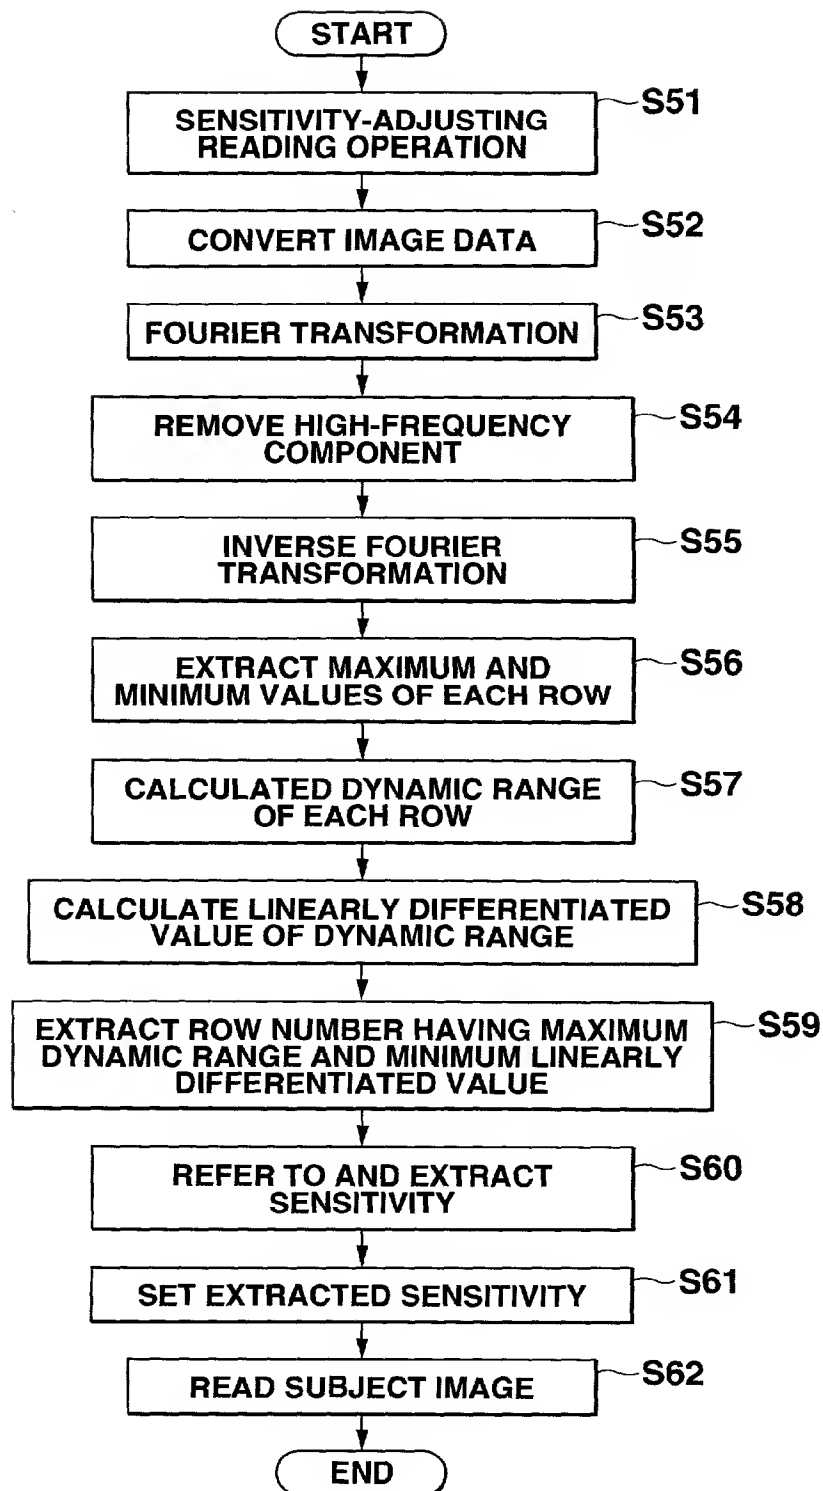 START
SENSITIVITY-ADJUSTING
READING OPERATION
S51
CONVERT IMAGE DATA
S52
FOURIER TRANSFORMATION
S53
REMOVE HIGH-FREQUENCY
COMPONENT
S54
INVERSE FOURIER
TRANSFORMATION
S55
EXTRACT MAXIMUM AND
MINIMUM VALUES OF EACH ROW
S56
CALCULATED DYNAMIC RANGE
OF EACH ROW
S57
CALCULATE LINEARLY DIFFERENTIATED
VALUE OF DYNAMIC RANGE
S58
EXTRACT ROW NUMBER HAVING MAXIMUM
DYNAMIC RANGE AND MINIMUM LINEARLY
DIFFERENTIATED VALUE
S59
REFER TO AND EXTRACT
SENSITIVITY
S60
SET EXTRACTED SENSITIVITY
S61
READ SUBJECT IMAGE
S62
END